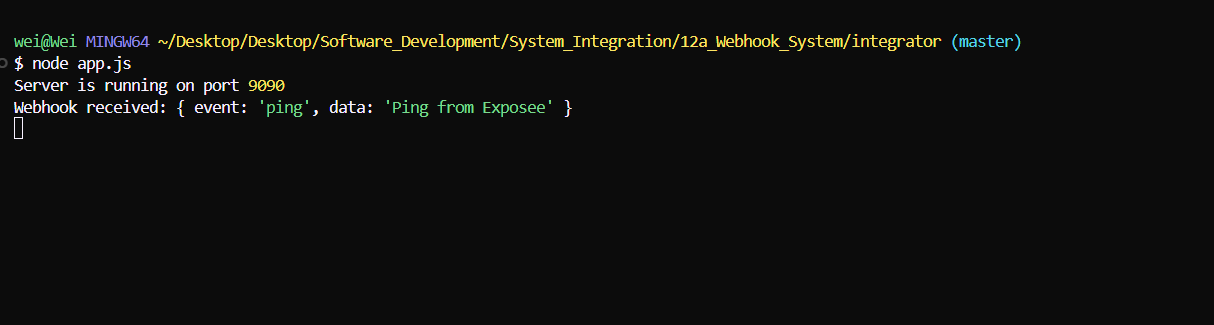 wei@Wei MINGW64 ~/Desktop/Desktop/Software_Development/System_Integration/12a_Webhook_System/integrator (master)
$ node app.js
Server is running on port 9090
Webhook received: { event: 'ping', data: 'Ping from Exposee' }